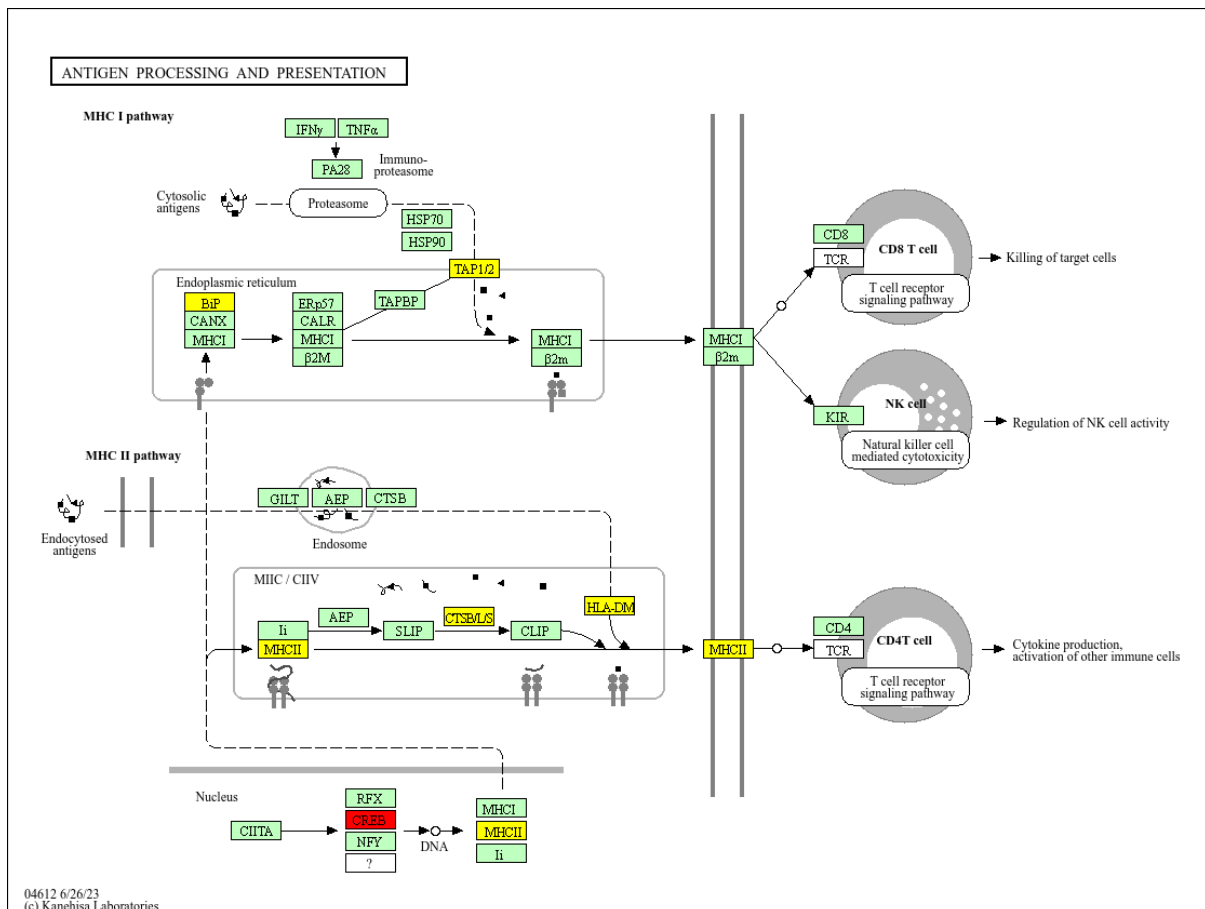 ANTIGEN PROCESSING AND PRESENTATION
MHC I pathway
IFNγ
TNFα
PA28
Immuno-
proteasome
Cytosolic
antigens
Proteasome
HSP70
HSP90
TAP1/2
Endoplasmic reticulum
BiP
CANX
MHCI
ERp57
CALR
MHCI
β2M
TAPBP
MHCI
β2m
MHCI
β2m
CD8
TCR
CD8 T cell
T cell receptor
signaling pathway
Killing of target cells
KIR
NK cell
Natural killer cell
mediated cytotoxicity
Regulation of NK cell activity
MHC II pathway
Endocytosed
antigens
GILT
AEP
CTSB
Endosome
MIIC / CIIV
Ii
MHCII
AEP
SLIP
CTSB/L/S
CLIP
HLA-DM
MHCII
CD4
TCR
CD4T cell
T cell receptor
signaling pathway
Cytokine production,
activation of other immune cells
Nucleus
CIITA
RFX
CREB
NFY
?
DNA
MHCI
MHCII
Ii
04612 6/26/23
(c) Kanehisa Laboratories